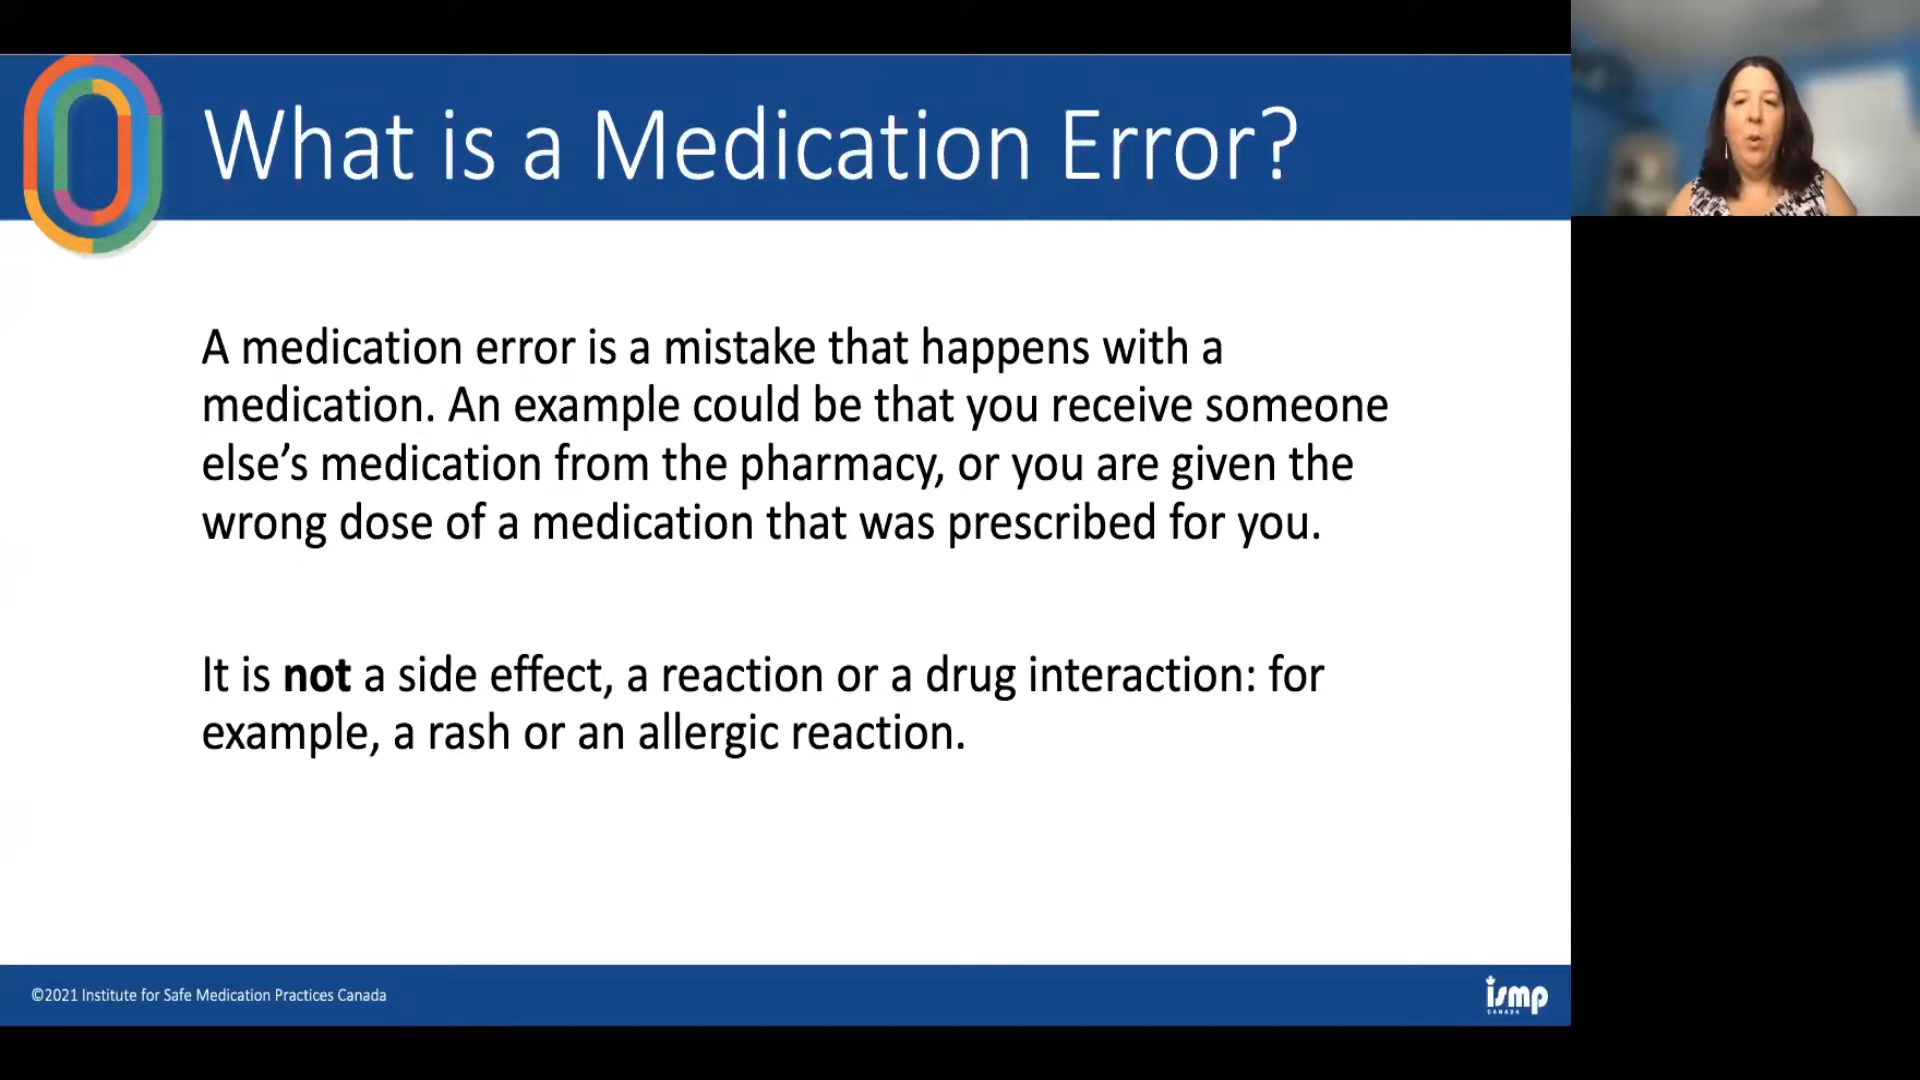 What is a Medication Error?
A medication error is a mistake that happens with a
medication. An example could be that you receive someone
else’s medication from the pharmacy, or you are given the
wrong dose of a medication that was prescribed for you.
It is not a side effect, a reaction or a drug interaction: for
example, a rash or an allergic reaction.
©2021 Institute for Safe Medication Practices Canada
ismp
CANADA